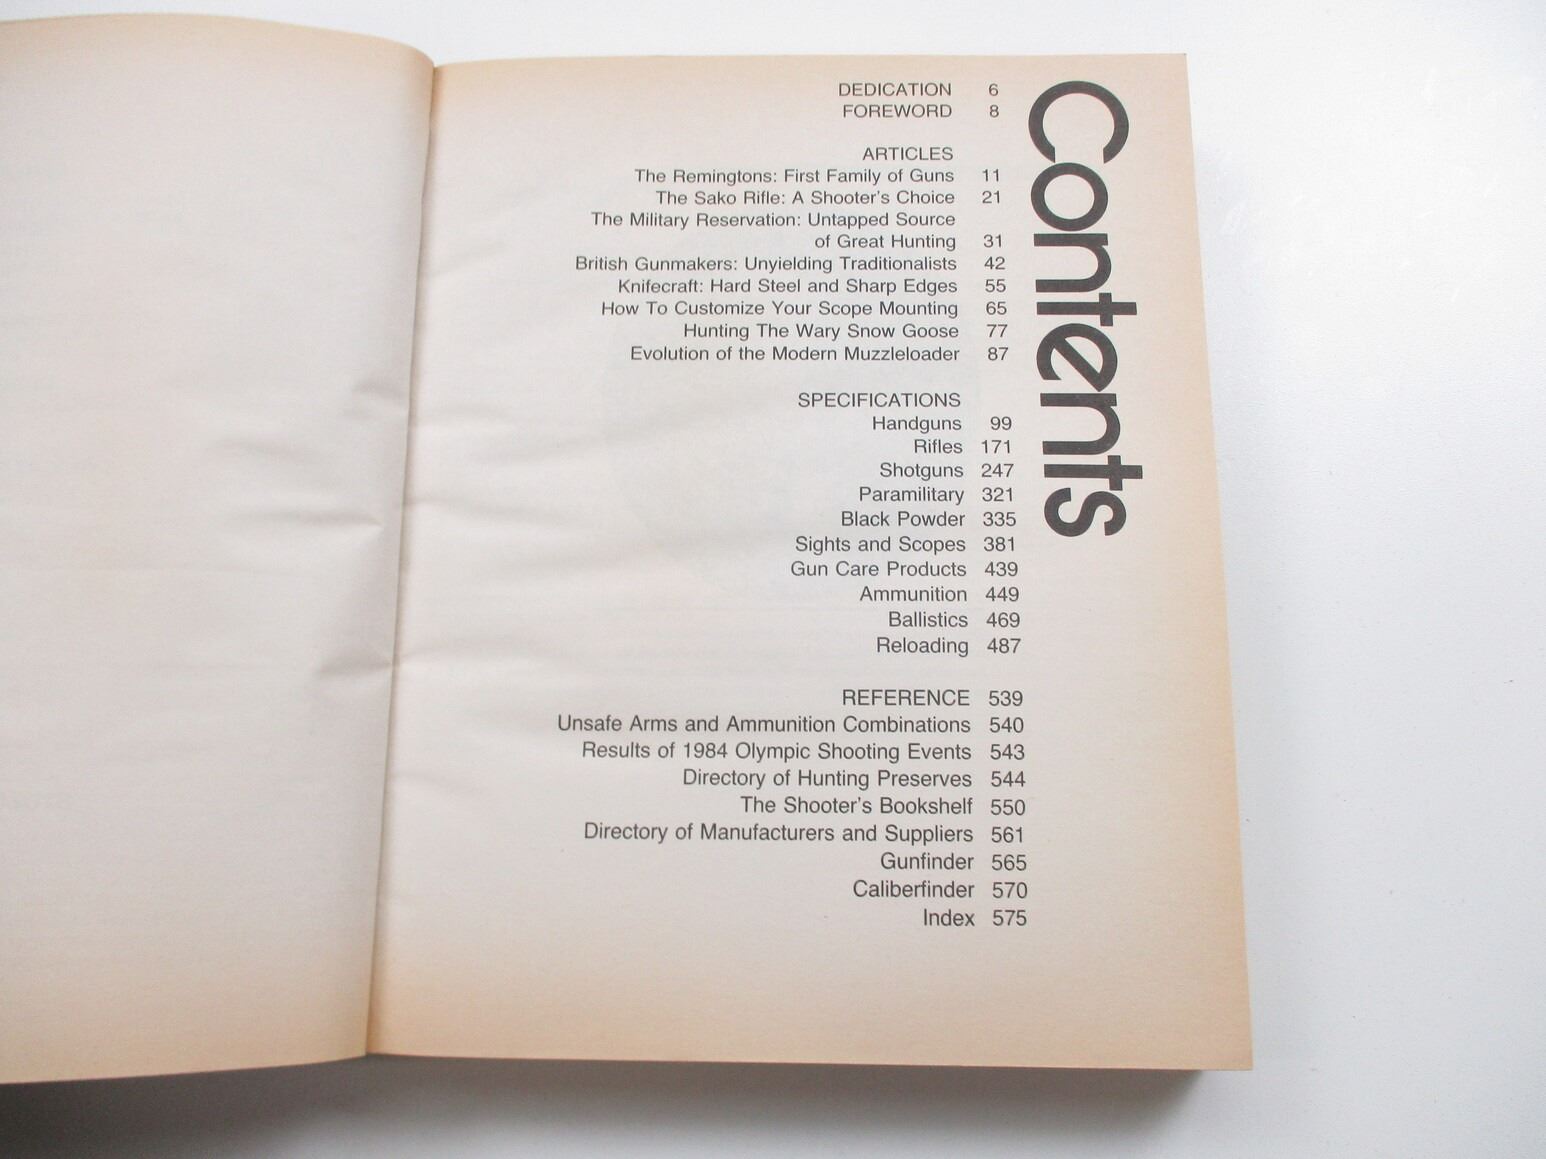 Contents
DEDICATION 6
FOREWORD 8
ARTICLES
The Remingtons: First Family of Guns 11
The Sako Rifle: A Shooter's Choice 21
The Military Reservation: Untapped Source
of Great Hunting 31
British Gunmakers: Unyielding Traditionalists 42
Knifecraft: Hard Steel and Sharp Edges 55
How To Customize Your Scope Mounting 65
Hunting The Wary Snow Goose 77
Evolution of the Modern Muzzleloader 87
SPECIFICATIONS
Handguns 99
Rifles 171
Shotguns 247
Paramilitary 321
Black Powder 335
Sights and Scopes 381
Gun Care Products 439
Ammunition 449
Ballistics 469
Reloading 487
REFERENCE 539
Unsafe Arms and Ammunition Combinations 540
Results of 1984 Olympic Shooting Events 543
Directory of Hunting Preserves 544
The Shooter's Bookshelf 550
Directory of Manufacturers and Suppliers 561
Gunfinder 565
Caliberfinder 570
Index 575